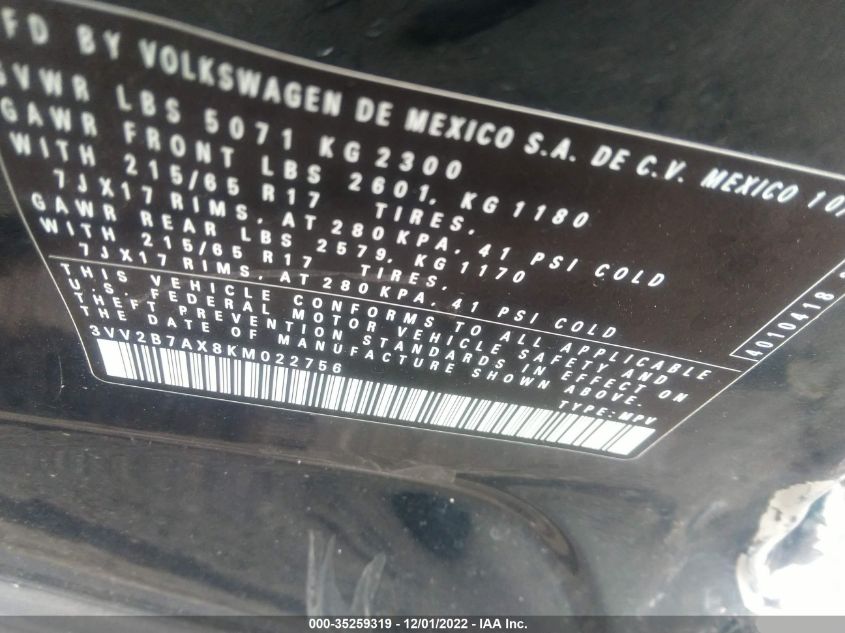 FD BY VOLKSWAGEN DE MEXICO S.A. DE C.V. MEXICO 10/
GVWR LBS 5071 KG 2300
GAWR FRONT LBS 2601, KG 1180
WITH 215/65 R17 TIRES,
7JX17 RIMS, AT 280 KPA, 41 PSI COLD
GAWR REAR LBS 2579, KG 1170
WITH 215/65 R17 TIRES,
7JX17 RIMS, AT 280 KPA, 41 PSI COLD
THIS VEHICLE CONFORMS TO ALL APPLICABLE
U.S. FEDERAL MOTOR VEHICLE SAFETY AND
THEFT PREVENTION STANDARDS IN EFFECT ON
THE DATE OF MANUFACTURE SHOWN ABOVE.
3VV2B7AX8KM022756 TYPE:MPV
4010418
000-35259319 - 12/01/2022 - IAA Inc.